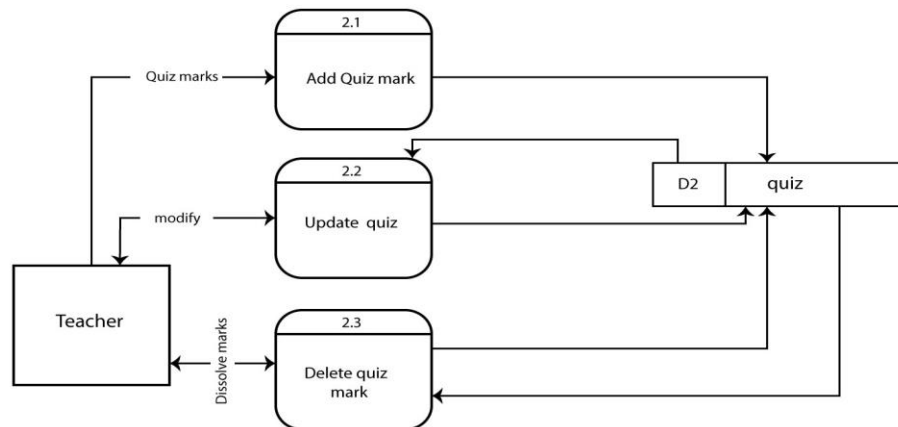 2.1
Quiz marks
Add Quiz mark
2.2
D2
quiz
modify
Update quiz
Teacher
2.3
Dissolve marks
Delete quiz
mark